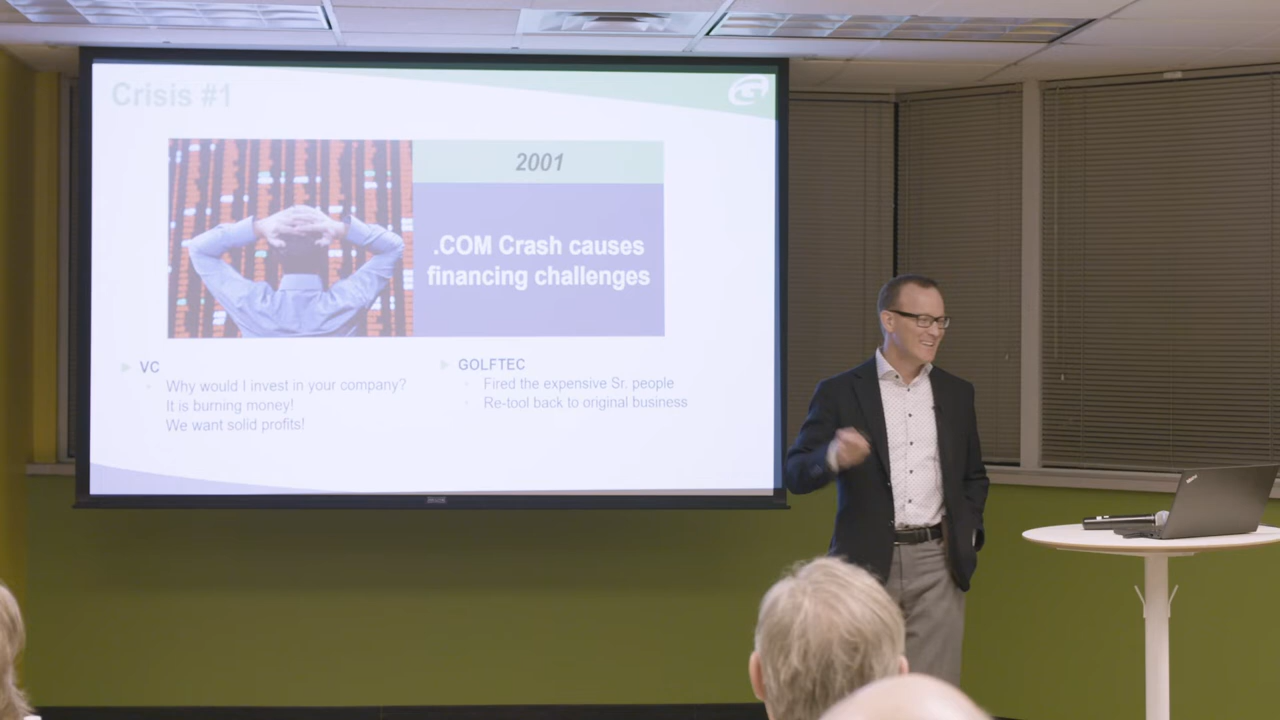 Crisis #1
2001
.COM Crash causes
financing challenges
VC
Why would I invest in your company?
It is burning money!
We want solid profits!
GOLFTEC
Fired the expensive Sr. people
Re-tool back to original business